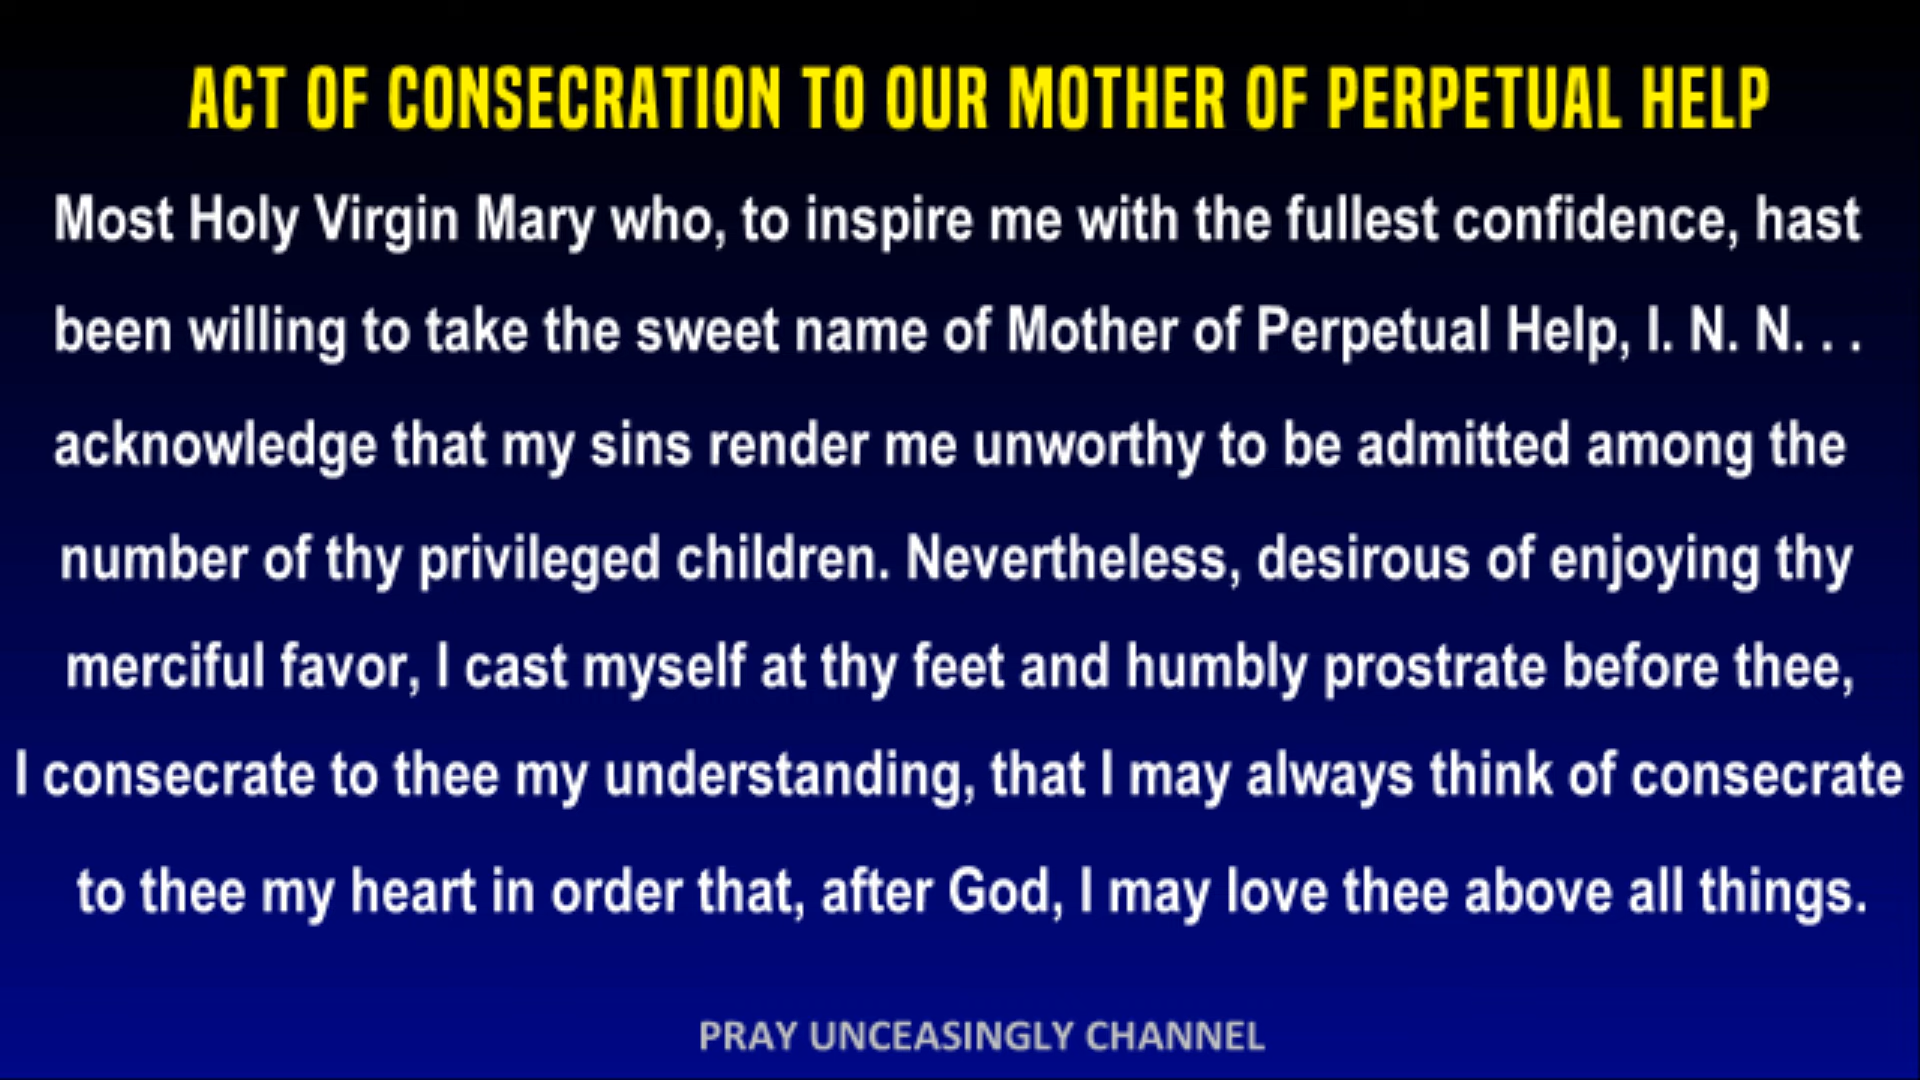 ACT OF CONSECRATION TO OUR MOTHER OF PERPETUAL HELP
Most Holy Virgin Mary who, to inspire me with the fullest confidence, hast
been willing to take the sweet name of Mother of Perpetual Help, I. N. N. . .
acknowledge that my sins render me unworthy to be admitted among the
number of thy privileged children. Nevertheless, desirous of enjoying thy
merciful favor, I cast myself at thy feet and humbly prostrate before thee,
I consecrate to thee my understanding, that I may always think of consecrate
to thee my heart in order that, after God, I may love thee above all things.
PRAY UNCEASINGLY CHANNEL